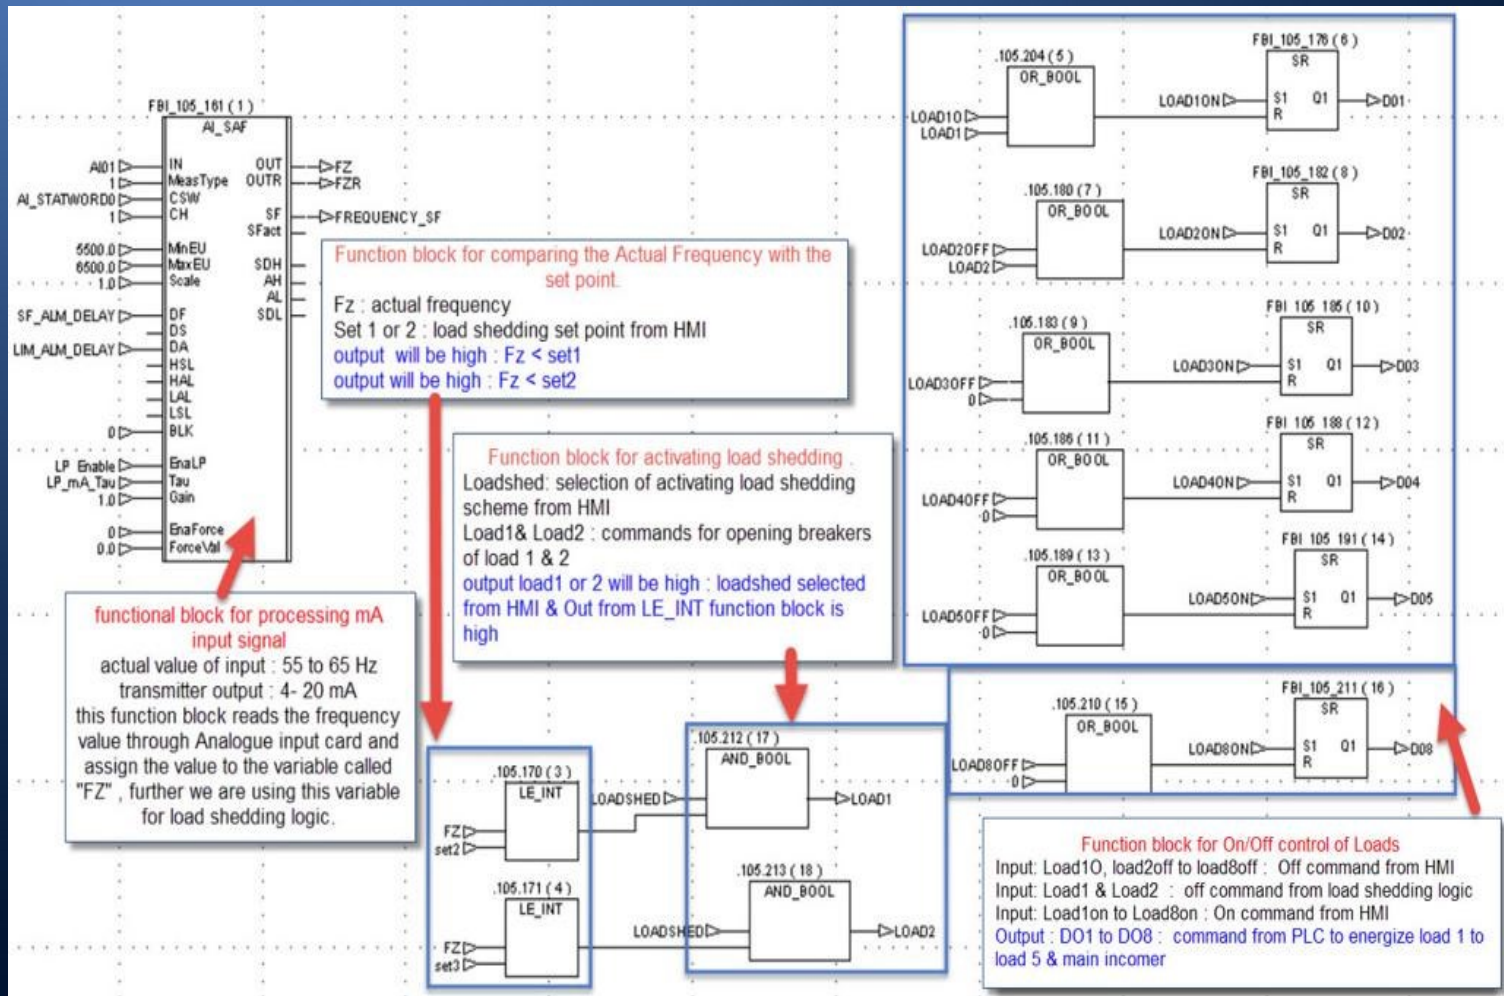 FBI_105_161 ( 1 )
AI_SAF
AI01
IN
OUT
FZ
1
MeasType
OUTR
FZR
AI_STATWORD0
CSW
1
CH
SF
FREQUENCY_SF
SFact
5500.0
MinEU
6500.0
MaxEU
SDH
1.0
Scale
AH
AL
SF_ALM_DELAY
DF
SDL
DS
LIM_ALM_DELAY
DA
HSL
HAL
LAL
LSL
0
BLK
LP_Enable
EnaLP
LP_mA_Tau
Tau
1.0
Gain
0
EnaForce
0.0
ForceVal
functional block for processing mA
input signal
actual value of input : 55 to 65 Hz
transmitter output : 4- 20 mA
this function block reads the frequency
value through Analogue input card and
assign the value to the variable called
"FZ" , further we are using this variable
for load shedding logic.
Function block for comparing the Actual Frequency with the
set point.
Fz : actual frequency
Set 1 or 2 : load shedding set point from HMI
output will be high : Fz < set1
output will be high : Fz < set2
Function block for activating load shedding .
Loadshed: selection of activating load shedding
scheme from HMI
Load1& Load2 : commands for opening breakers
of load 1 & 2
output load1 or 2 will be high : loadshed selected
from HMI & Out from LE_INT function block is
high
.105.170 ( 3 )
LE_INT
FZ
set2
.105.171 ( 4 )
LE_INT
FZ
set3
.105.212 ( 17 )
AND_BOOL
LOADSHED
LOAD1
.105.213 ( 18 )
AND_BOOL
LOADSHED
LOAD2
.105.204 ( 5 )
OR_BOOL
LOAD1O
LOAD1
FBI_105_176 ( 6 )
SR
LOAD1ON
S1
Q1
DO1
R
.105.180 ( 7 )
OR_BOOL
LOAD2OFF
LOAD2
FBI_105_182 ( 8 )
SR
LOAD2ON
S1
Q1
DO2
R
.105.183 ( 9 )
OR_BOOL
LOAD3OFF
0
FBI_105_185 ( 10 )
SR
LOAD3ON
S1
Q1
DO3
R
.105.186 ( 11 )
OR_BOOL
LOAD4OFF
0
FBI_105_188 ( 12 )
SR
LOAD4ON
S1
Q1
DO4
R
.105.189 ( 13 )
OR_BOOL
LOAD5OFF
0
FBI_105_191 ( 14 )
SR
LOAD5ON
S1
Q1
DO5
R
.105.210 ( 15 )
OR_BOOL
LOAD8OFF
0
FBI_105_211 ( 16 )
SR
LOAD8ON
S1
Q1
DO8
R
Function block for On/Off control of Loads
Input: Load1O, load2off to load8off : Off command from HMI
Input: Load1 & Load2 : off command from load shedding logic
Input: Load1on to Load8on : On command from HMI
Output : DO1 to DO8 : command from PLC to energize load 1 to
load 5 & main incomer